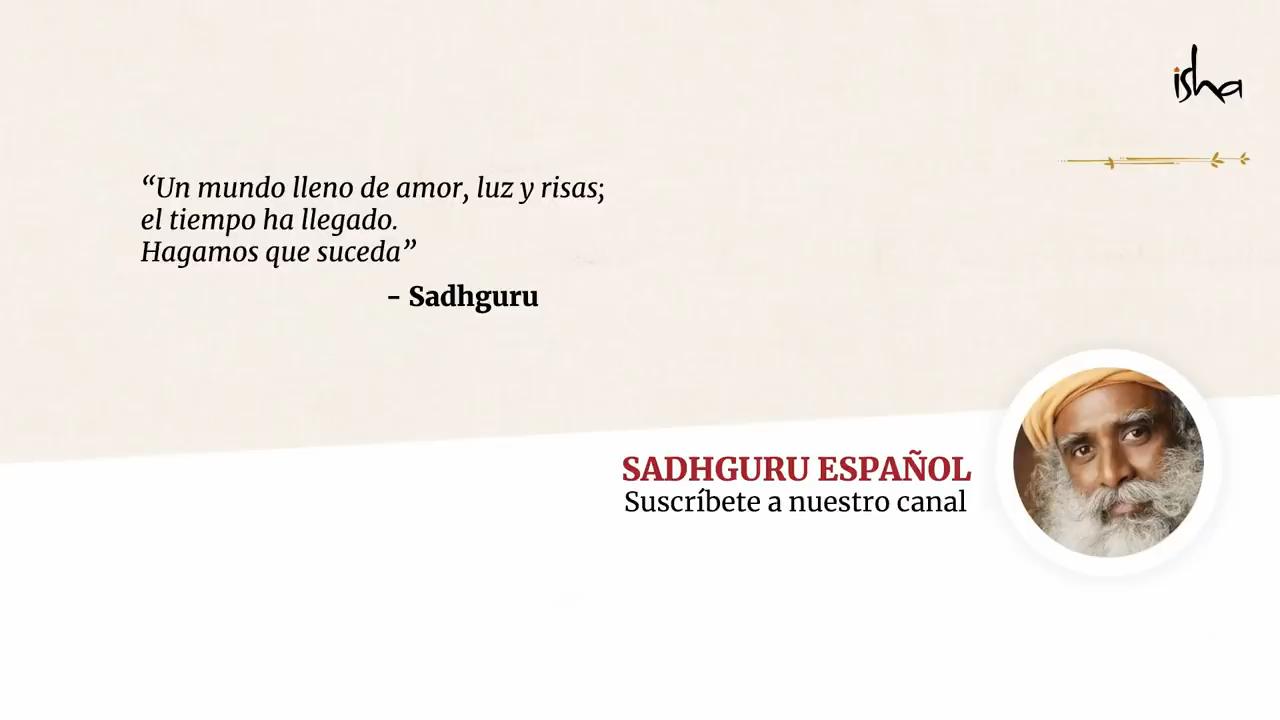 isha
“Un mundo lleno de amor, luz y risas;
el tiempo ha llegado.
Hagamos que suceda”
- Sadhguru
SADHGURU ESPAÑOL
Suscríbete a nuestro canal